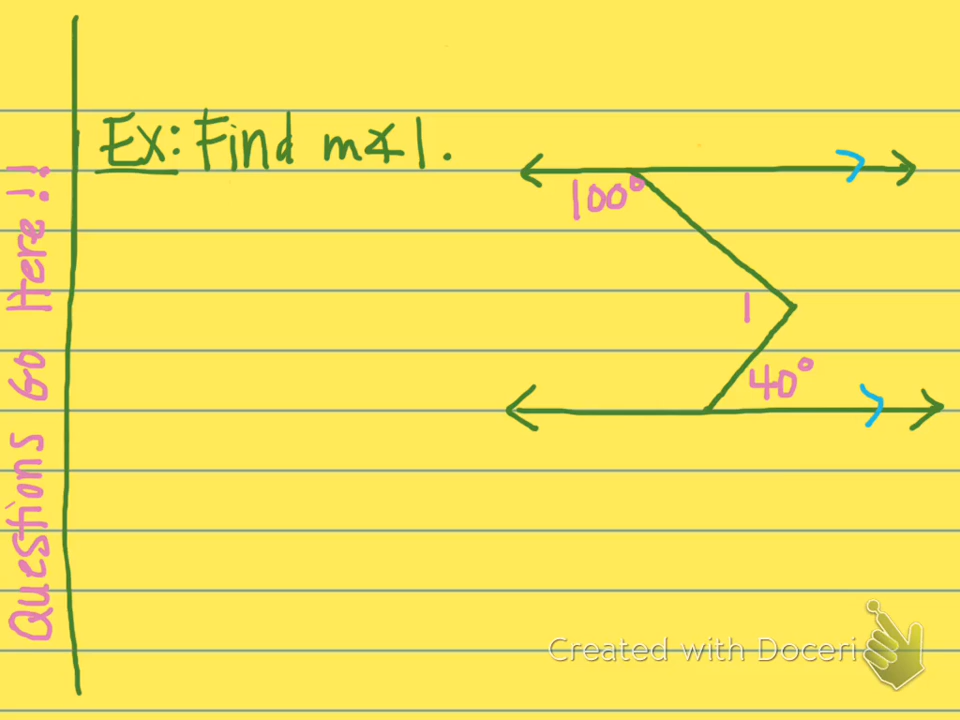 Ex: Find m∡1.
100°
1
40°
Questions Go Here!!
Created with Doceri